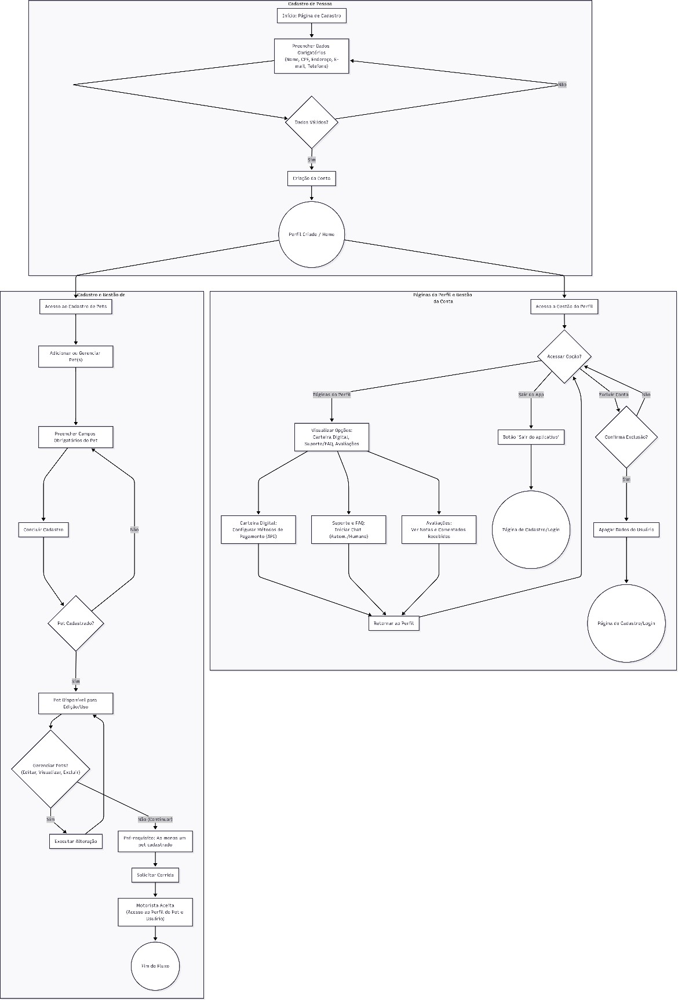 Cadastro de Pessoa
Início: Página de Cadastro
Preencher Dados
Obrigatórios
(Nome, CPF, Endereço, E-
mail, Telefone)
Não
Dados Válidos?
Sim
Criação da Conta
Perfil Criado / Home
Cadastro e Gestão de
Acesso ao Cadastro de Pets
Adicionar ou Gerenciar
Pet(s)
Preencher Campos
Obrigatórios do Pet
Concluir Cadastro
Não
Pet Cadastrado?
Sim
Pet Disponível para
Edição/Uso
Gerenciar Pets?
(Editar, Visualizar, Excluir)
Sim
Não (Continuar)
Executar Alteração
Pré-requisito: Ao menos um
pet cadastrado
Solicitar Corrida
Motorista Aceita
(Acesso ao Perfil do Pet e
Usuário)
Fim do Fluxo
Páginas do Perfil e Gestão
da Conta
Acesso a Gestão do Perfil
Acessar Opção?
Páginas do Perfil
Sair do App
Excluir Conta
Não
Visualizar Opções:
Carteira Digital,
Suporte/FAQ, Avaliações
Botão 'Sair do aplicativo'
Confirma Exclusão?
Sim
Carteira Digital:
Configurar Métodos de
Pagamento (API)
Suporte e FAQ:
Iniciar Chat
(Autom./Humano)
Avaliações:
Ver Notas e Comentados
Recebidos
Página de Cadastro/Login
Apagar Dados do Usuário
Retornar ao Perfil
Página de Cadastro/Login